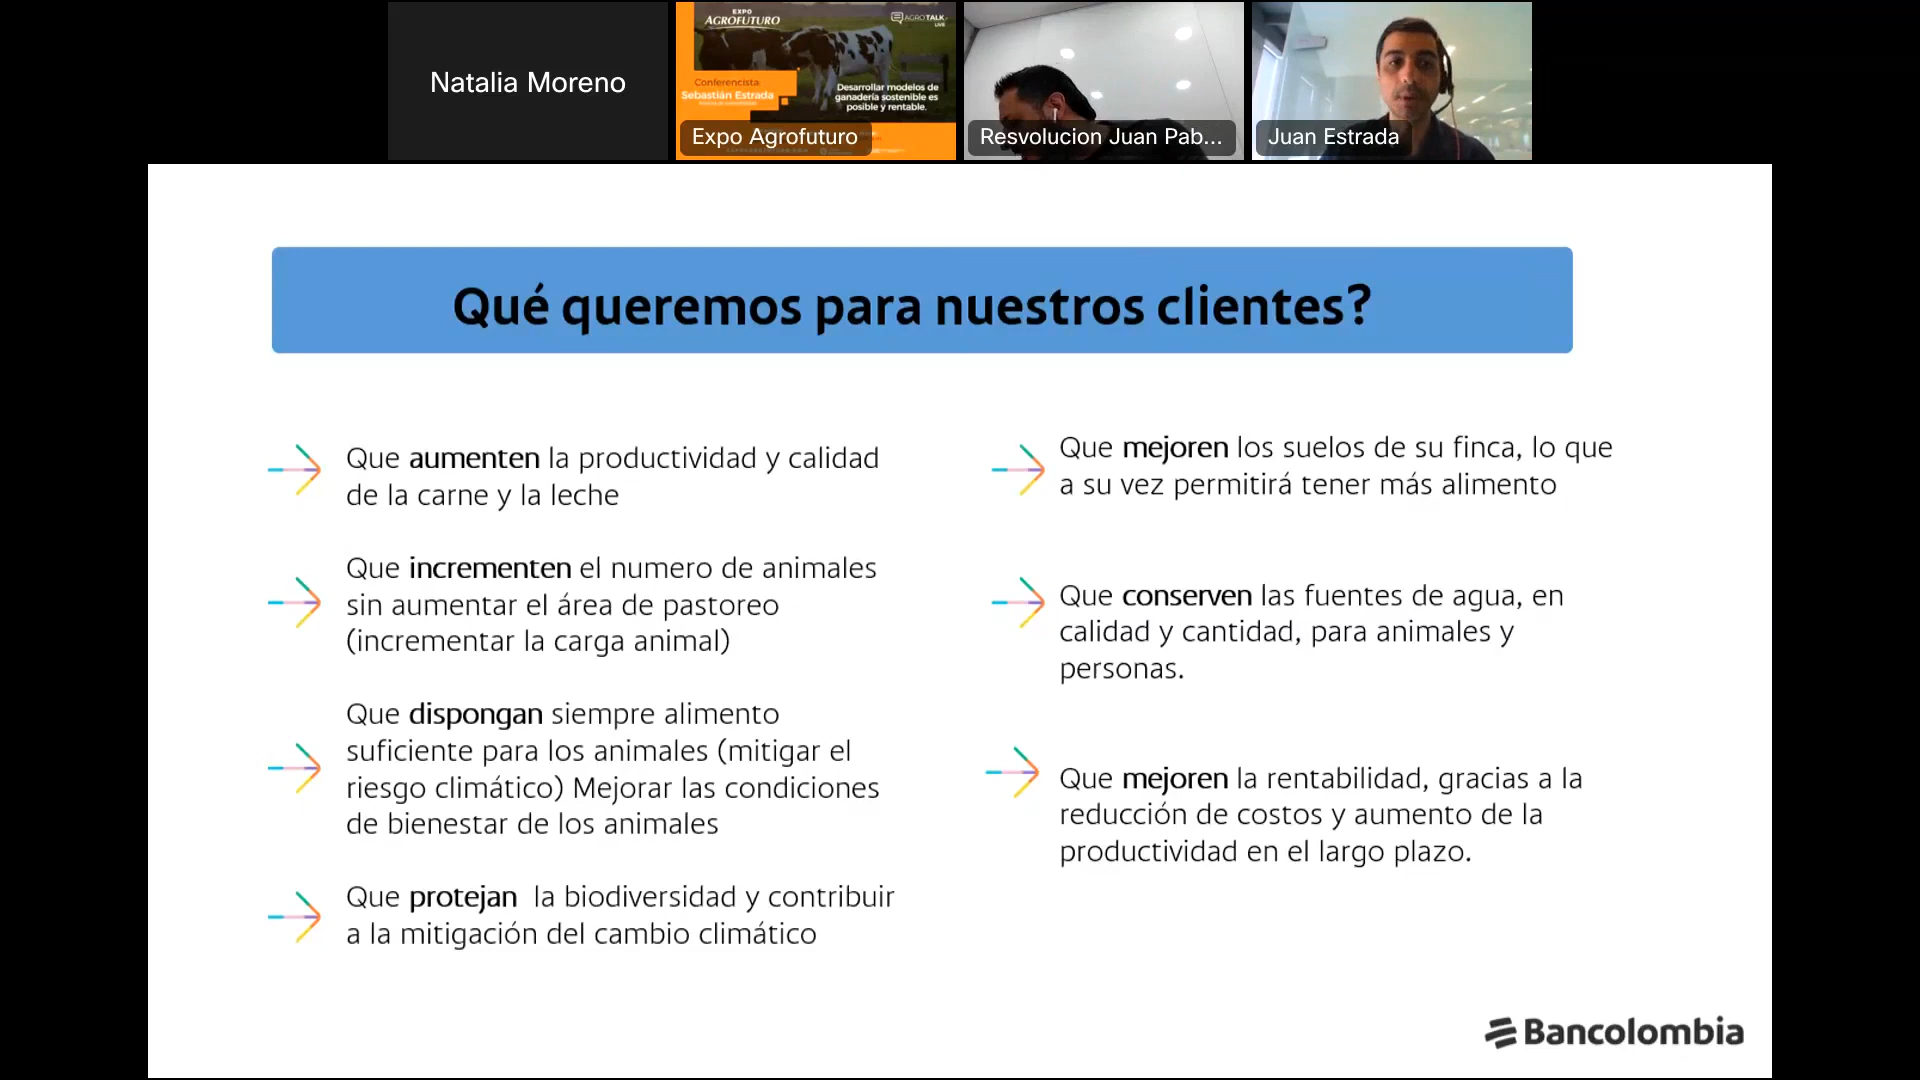 Natalia Moreno
EXPO
AGROFUTURO
AGROTALK
LIVE
Conferencista:
Sebastián Estrada
Desarrollar modelos de
ganadería sostenible es
posible y rentable.
Expo Agrofuturo
Resvolucion Juan Pab...
Juan Estrada
Qué queremos para nuestros clientes?
Que aumenten la productividad y calidad
de la carne y la leche
Que incrementen el numero de animales
sin aumentar el área de pastoreo
(incrementar la carga animal)
Que dispongan siempre alimento
suficiente para los animales (mitigar el
riesgo climático) Mejorar las condiciones
de bienestar de los animales
Que protejan  la biodiversidad y contribuir
a la mitigación del cambio climático
Que mejoren los suelos de su finca, lo que
a su vez permitirá tener más alimento
Que conserven las fuentes de agua, en
calidad y cantidad, para animales y
personas.
Que mejoren la rentabilidad, gracias a la
reducción de costos y aumento de la
productividad en el largo plazo.
Bancolombia